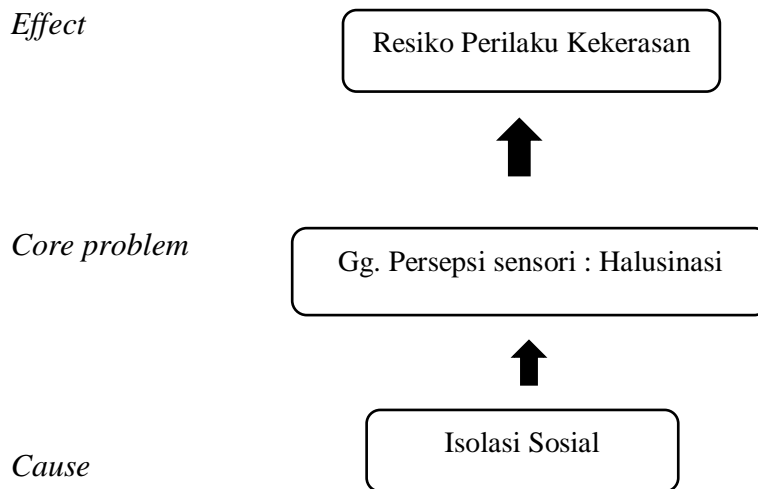 Effect
Resiko Perilaku Kekerasan
Core problem
Gg. Persepsi sensori : Halusinasi
Isolasi Sosial
Cause